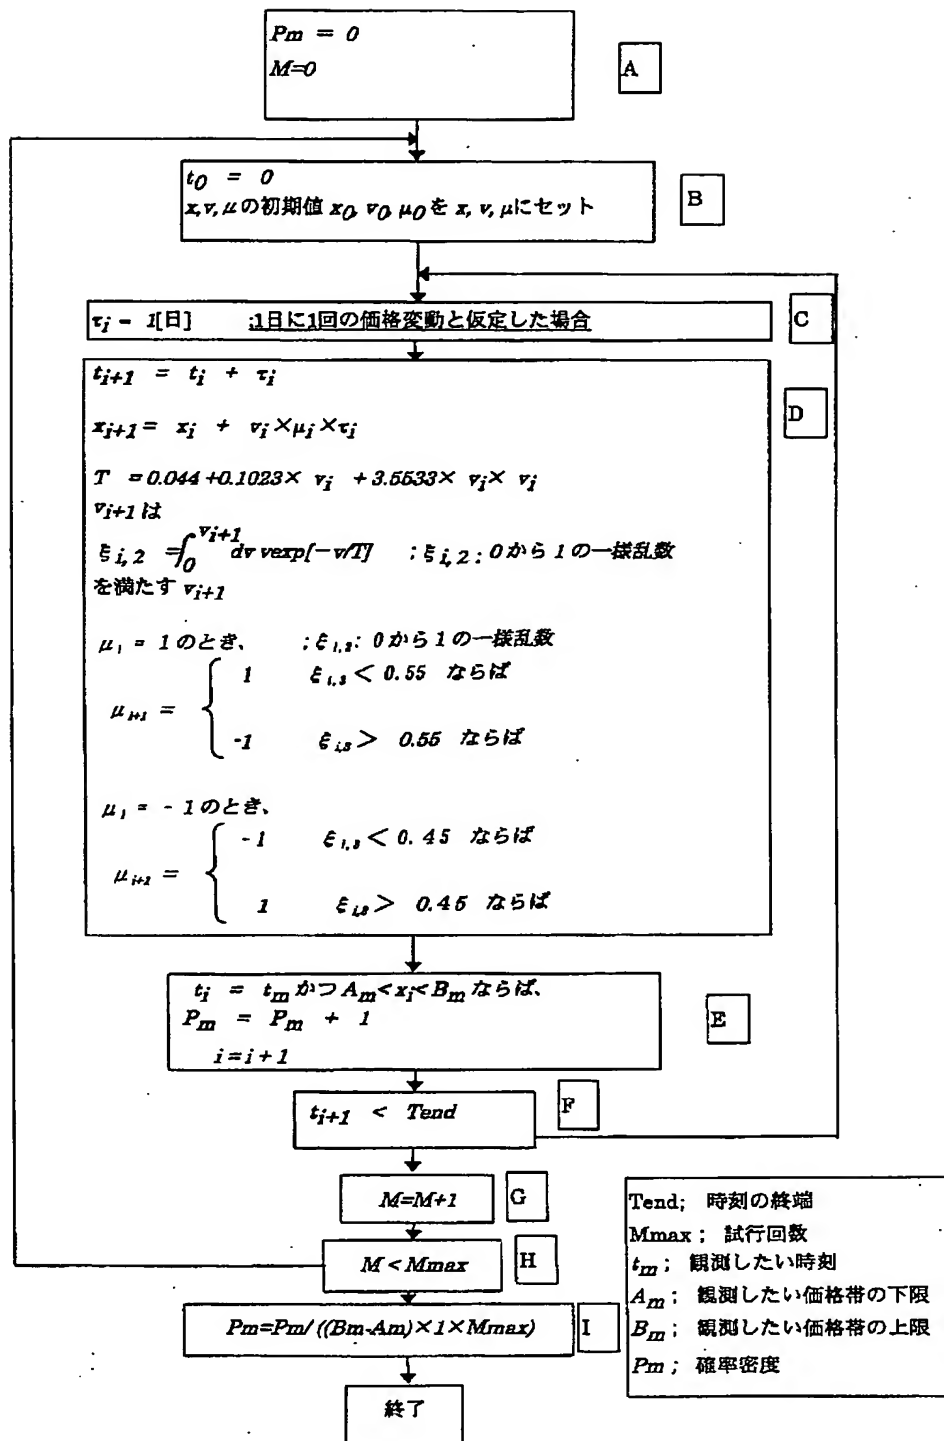 Pm = 0
M=0
A
t0 = 0
x,v,μの初期値 x0, v0, μ0を x, v, μにセット
B
τi = 1[日] ;1日に1回の価格変動と仮定した場合
C
ti+1 = ti + τi
D
xi+1= xi + vi×μi×τi
T =0.044+0.1023× vi +3.5533× vi× vi
vi+1 は
ξi,2 =∫0^vi+1 dv vexp[-v/T] ; ξi,2 : 0から1の一様乱数
を満たす vi+1
μi = 1のとき、 ; ξi,3: 0から1の一様乱数
1 ξi,3 < 0.55 ならば
μi+1 = {
-1 ξi,3 > 0.55 ならば
μi = - 1のとき、
-1 ξi,3 < 0.45 ならば
μi+1 = {
1 ξi,3 > 0.45 ならば
ti = tm かつ Am<xi<Bm ならば、
Pm = Pm + 1
i=i+1
E
ti+1 < Tend
F
M=M+1
G
M<Mmax
H
Pm=Pm/((Bm-Am)×1×Mmax)
I
終了
Tend; 時刻の終端
Mmax; 試行回数
tm; 観測したい時刻
Am; 観測したい価格帯の下限
Bm; 観測したい価格帯の上限
Pm; 確率密度